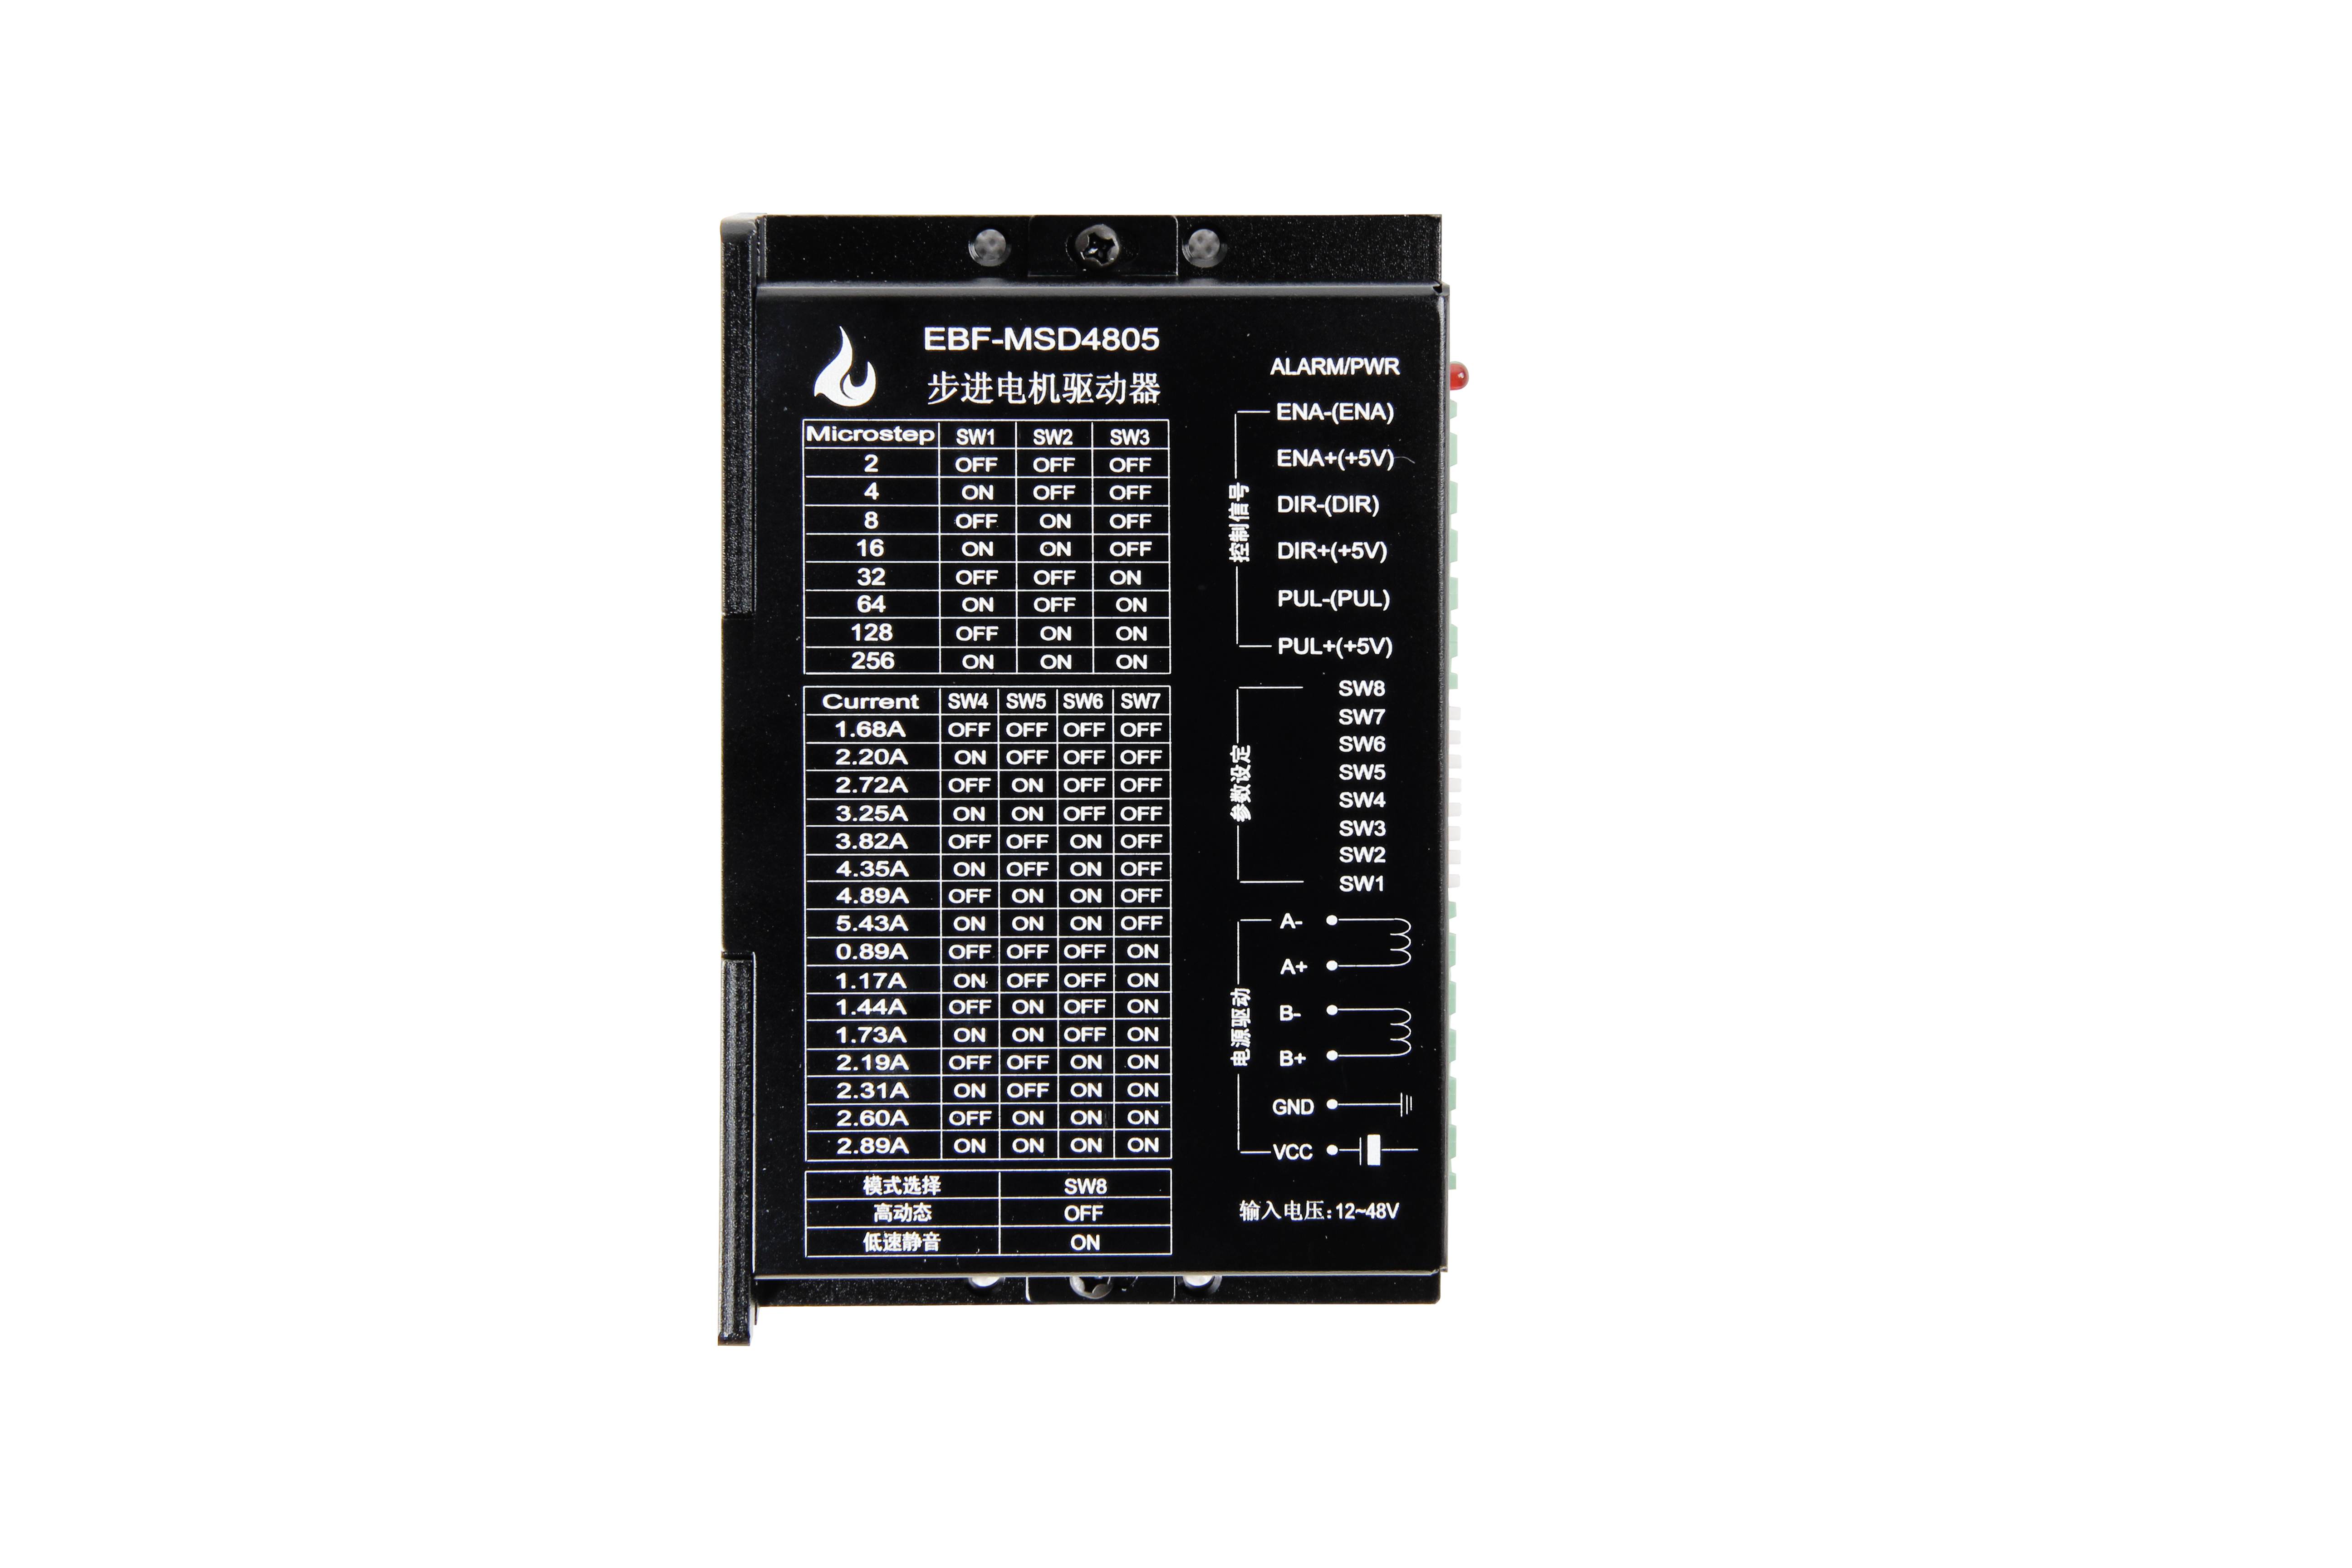 EBF-MSD4805
步进电机驱动器
Microstep SW1 SW2 SW3
2 OFF OFF OFF
4 ON OFF OFF
8 OFF ON OFF
16 ON ON OFF
32 OFF OFF ON
64 ON OFF ON
128 OFF ON ON
256 ON ON ON
Current SW4 SW5 SW6 SW7
1.68A OFF OFF OFF OFF
2.20A ON OFF OFF OFF
2.72A OFF ON OFF OFF
3.25A ON ON OFF OFF
3.82A OFF OFF ON OFF
4.35A ON OFF ON OFF
4.89A OFF ON ON OFF
5.43A ON ON ON OFF
0.89A OFF OFF OFF ON
1.17A ON OFF OFF ON
1.44A OFF ON OFF ON
1.73A ON ON OFF ON
2.19A OFF OFF ON ON
2.31A ON OFF ON ON
2.60A OFF ON ON ON
2.89A ON ON ON ON
模式选择 SW8
高动态 OFF
低速静音 ON
ALARM/PWR
控制信号
ENA-(ENA)
ENA+(+5V)
DIR-(DIR)
DIR+(+5V)
PUL-(PUL)
PUL+(+5V)
参数设定
SW8
SW7
SW6
SW5
SW4
SW3
SW2
SW1
电源驱动
A-
A+
B-
B+
GND
VCC
输入电压:12~48V